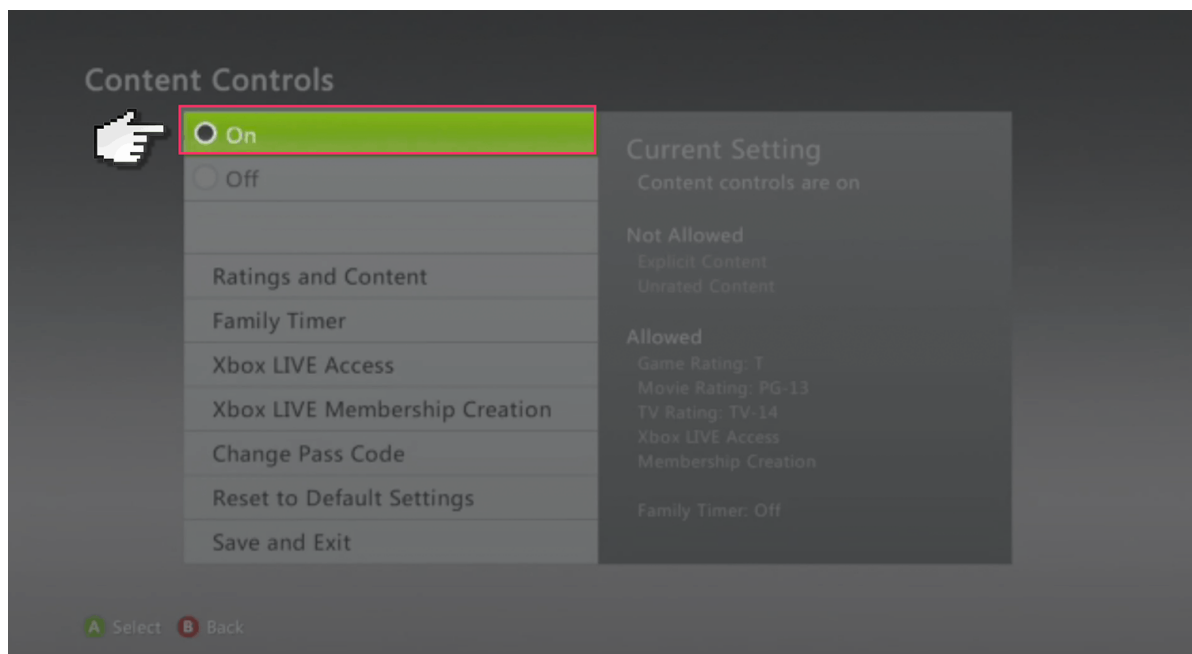 Content Controls
On
Off
Ratings and Content
Family Timer
Xbox LIVE Access
Xbox LIVE Membership Creation
Change Pass Code
Reset to Default Settings
Save and Exit
Current Setting
Content controls are on
Not Allowed
Explicit Content
Unrated Content
Allowed
Game Rating: T
Movie Rating: PG-13
TV Rating: TV-14
Xbox LIVE Access
Membership Creation
Family Timer: Off
A Select B Back